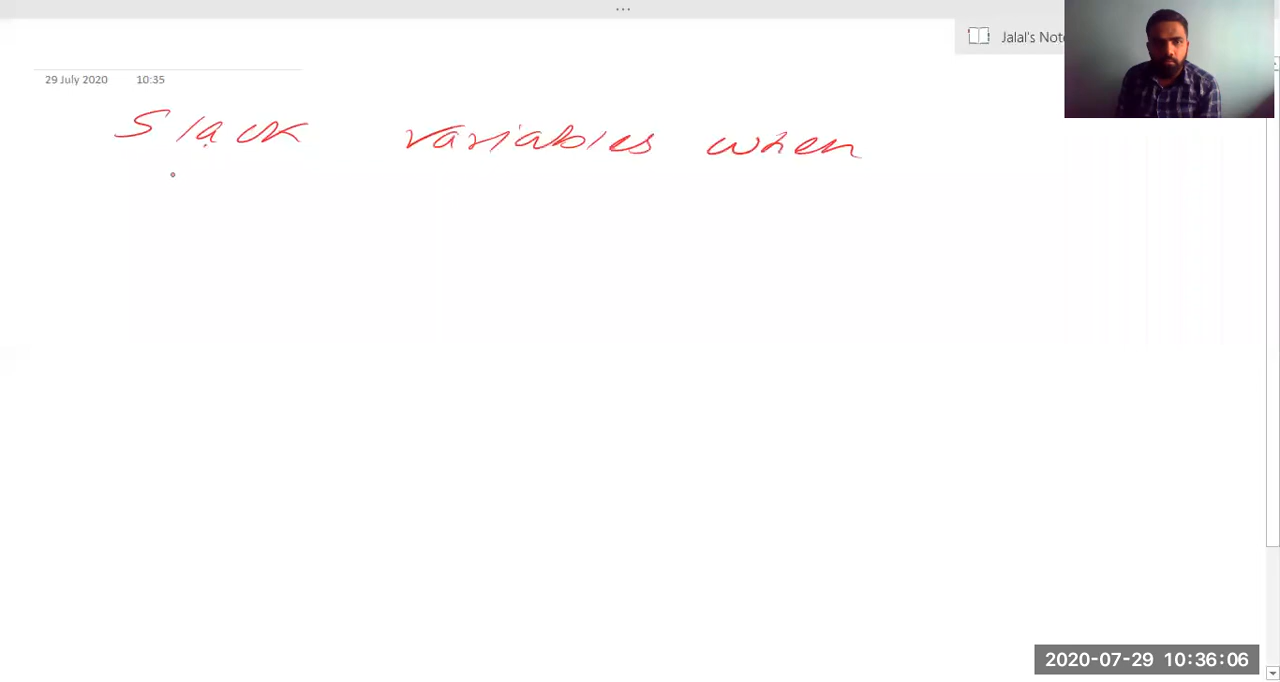 ...
Jalal's Note
29 July 2020 10:35
Slack variables when
2020-07-29 10:36:06